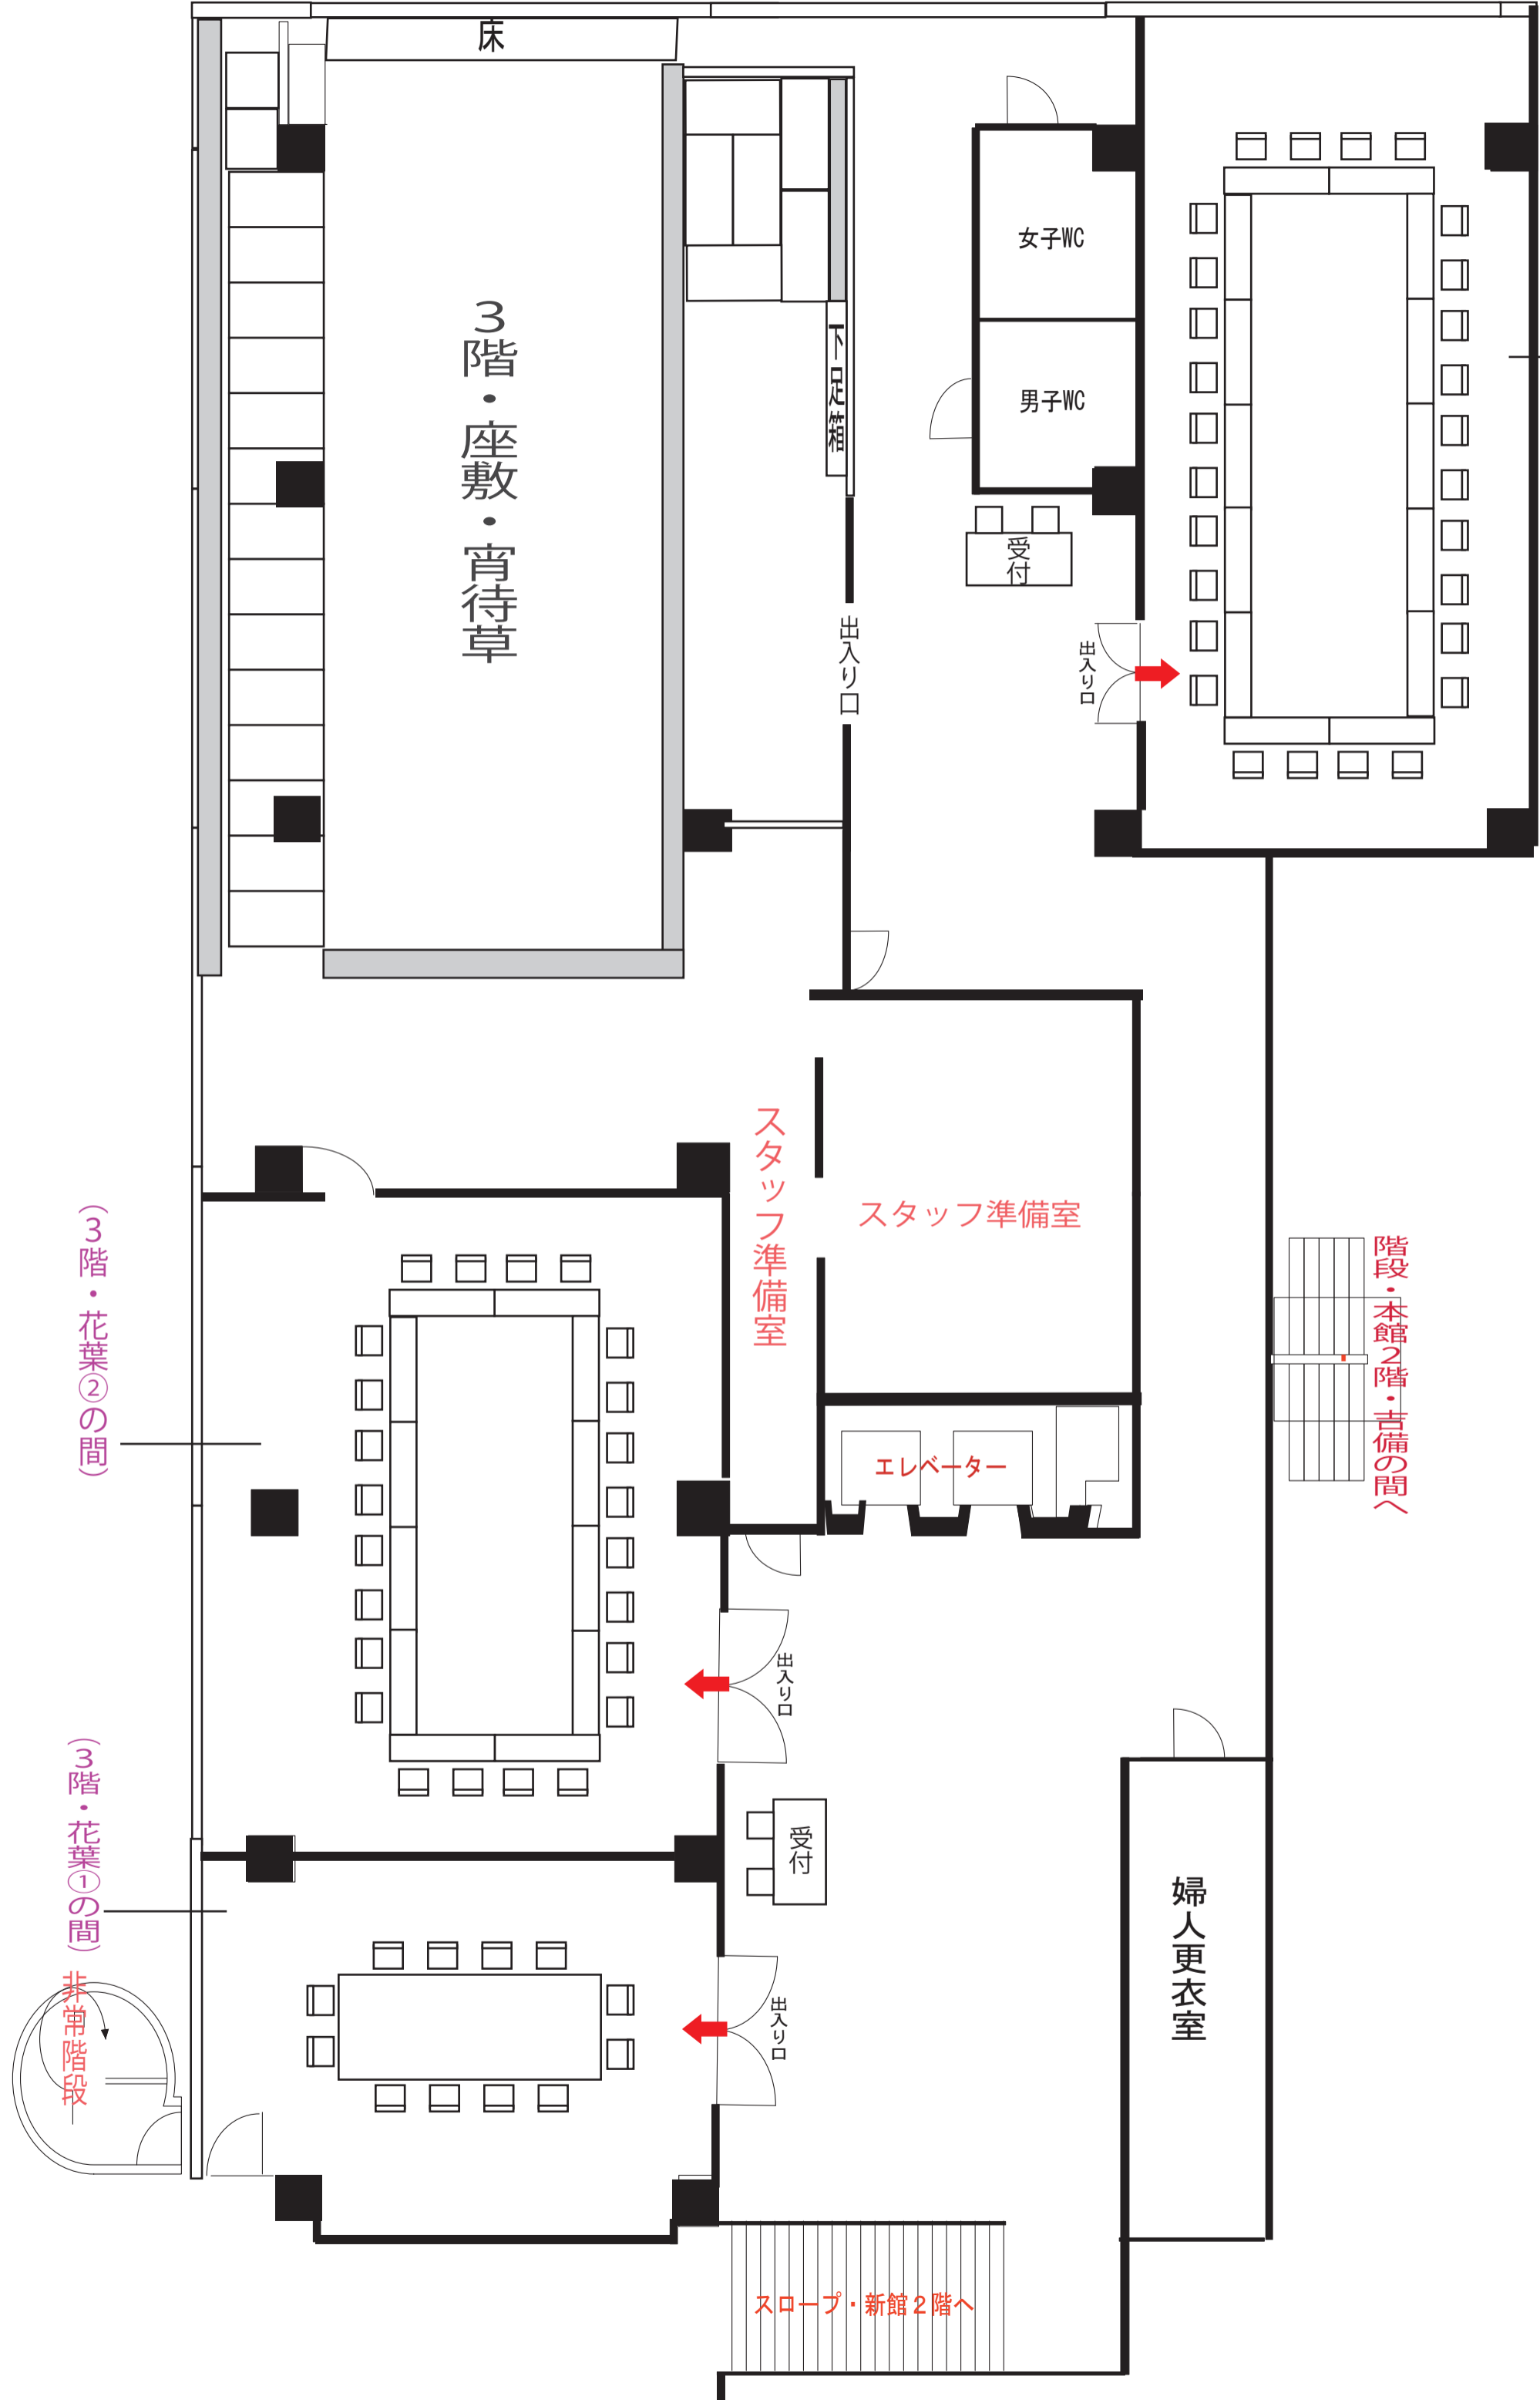 床
女子WC
３階・座敷・宵待草
下足箱
男子WC
受付
出入り口
出入り口
スタッフ準備室
スタッフ準備室
（３階・花葉②の間）
階段・本館２階・吉備の間へ
エレベーター
出入り口
（３階・花葉①の間）
受付
婦人更衣室
非常階段
出入り口
スロープ・新館２階へ